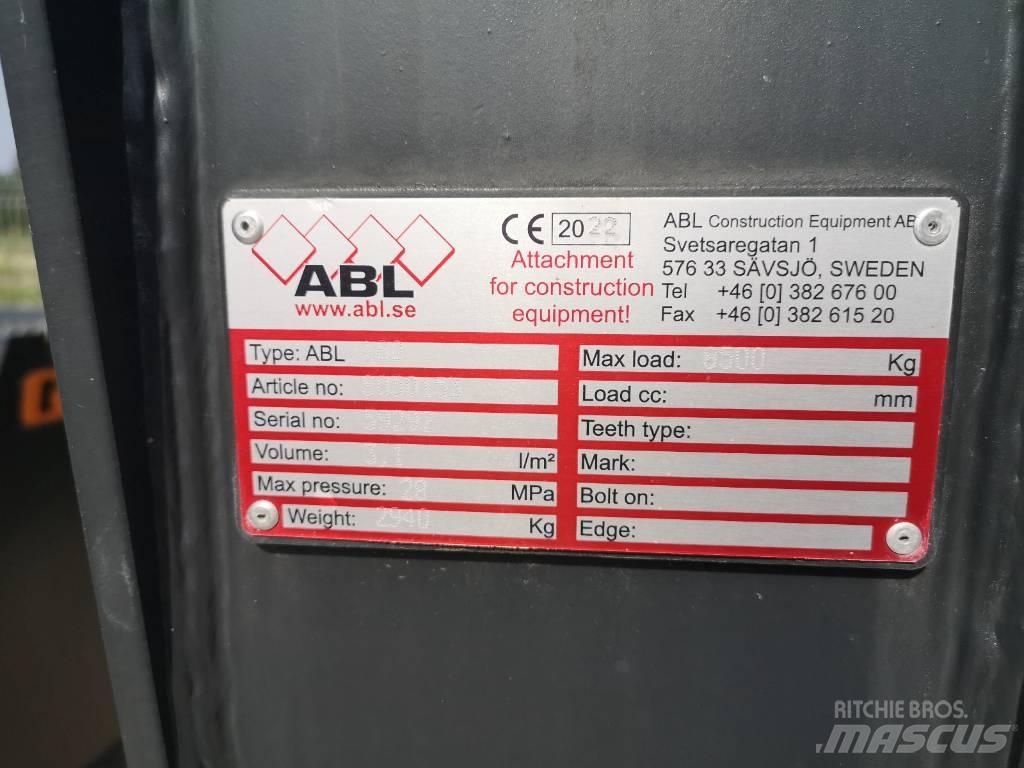 ABL
www.abl.se
CE 2022
Attachment
for construction
equipment!
ABL Construction Equipment AB
Svetsaregatan 1
576 33 SÄVSJÖ, SWEDEN
Tel +46 [0] 382 676 00
Fax +46 [0] 382 615 20
Type: ABL
Article no:
Serial no:
Volume: l/m²
Max pressure: 28 MPa
Weight: 2940 Kg
Max load: 6500 Kg
Load cc: mm
Teeth type:
Mark:
Bolt on:
Edge:
RITCHIE BROS.
MASCUS